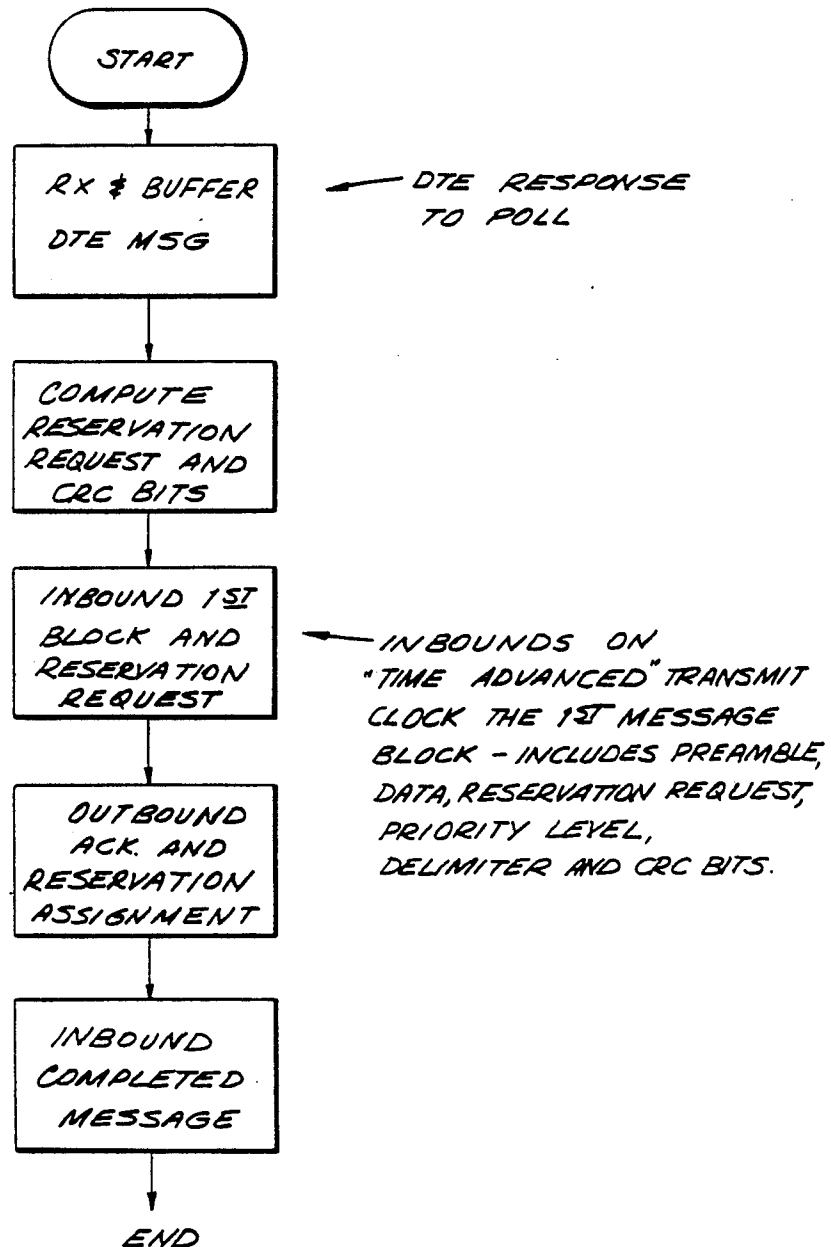 START
RX & BUFFER
DTE MSG
DTE RESPONSE
TO POLL
COMPUTE
RESERVATION
REQUEST AND
CRC BITS
INBOUND 1ST
BLOCK AND
RESERVATION
REQUEST
INBOUNDS ON
"TIME ADVANCED" TRANSMIT
CLOCK THE 1ST MESSAGE
BLOCK - INCLUDES PREAMBLE,
DATA, RESERVATION REQUEST,
PRIORITY LEVEL,
DELIMITER AND CRC BITS.
OUTBOUND
ACK. AND
RESERVATION
ASSIGNMENT
INBOUND
COMPLETED
MESSAGE
END